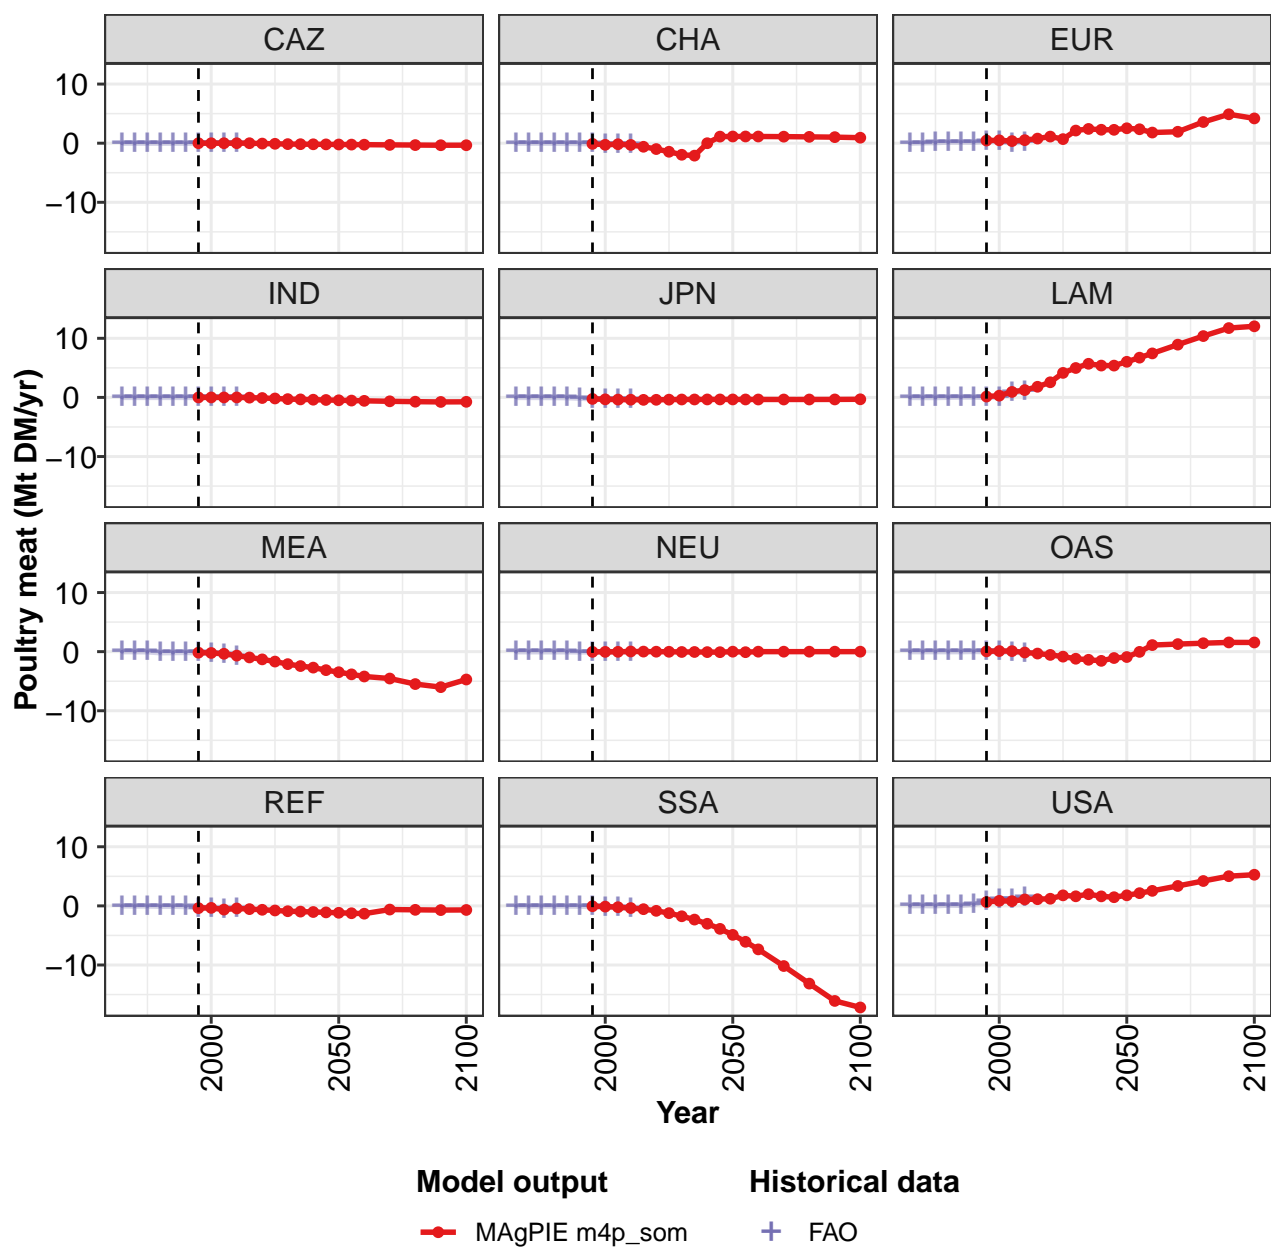 CAZ CHA EUR
10
0
−10
IND JPN LAM
10
0
−10
MEA NEU OAS
10
0
−10
REF SSA USA
10
0
−10
Poultry meat (Mt DM/yr)
2000 2050 2100 2000 2050 2100 2000 2050 2100
Year
Model output Historical data
MAgPIE m4p_som FAO